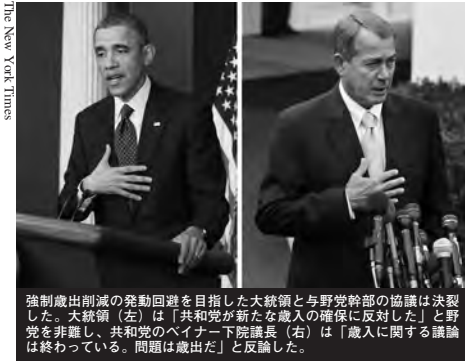 The New York Times
強制歳出削減の発動回避を目指した大統領と与野党幹部の協議は決裂
した。大統領（左）は「共和党が新たな歳入の確保に反対した」と野
党を非難し、共和党のベイナー下院議長（右）は「歳入に関する議論
は終わっている。問題は歳出だ」と反論した。